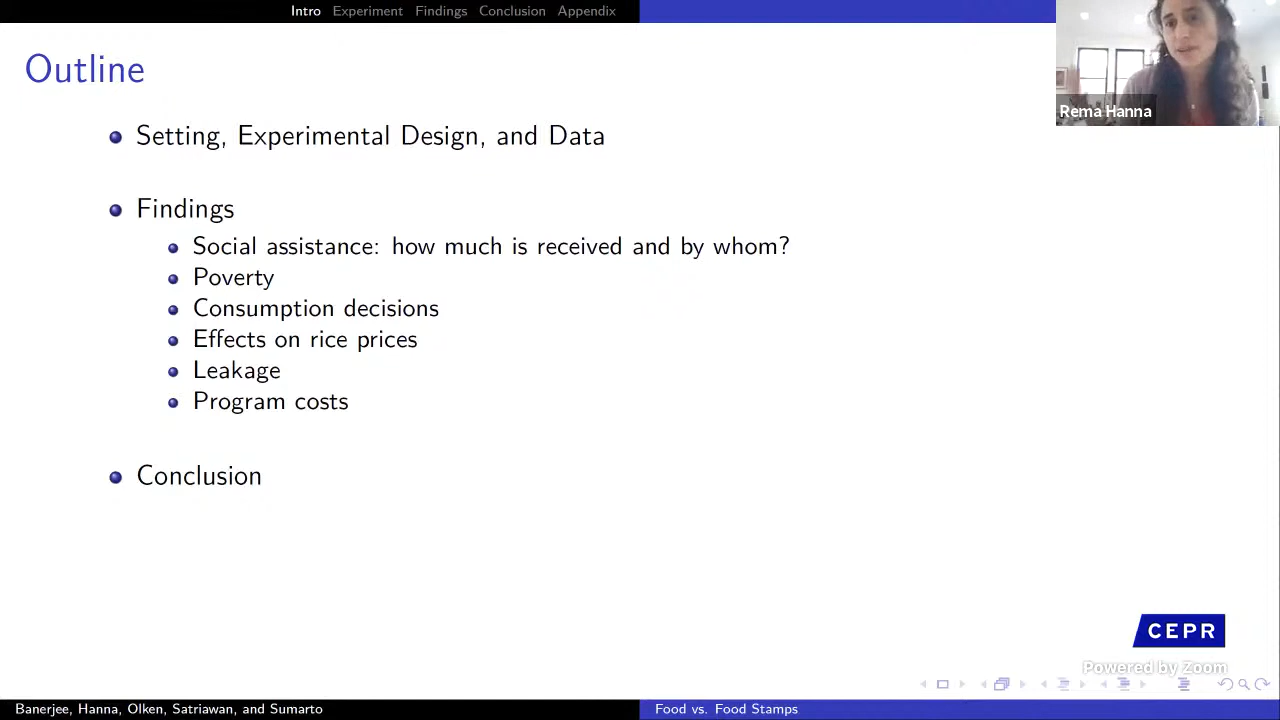 Intro Experiment Findings Conclusion Appendix
Outline
Rema Hanna
Setting, Experimental Design, and Data
Findings
Social assistance: how much is received and by whom?
Poverty
Consumption decisions
Effects on rice prices
Leakage
Program costs
Conclusion
CEPR
Powered by Zoom
Banerjee, Hanna, Olken, Satriawan, and Sumarto
Food vs. Food Stamps